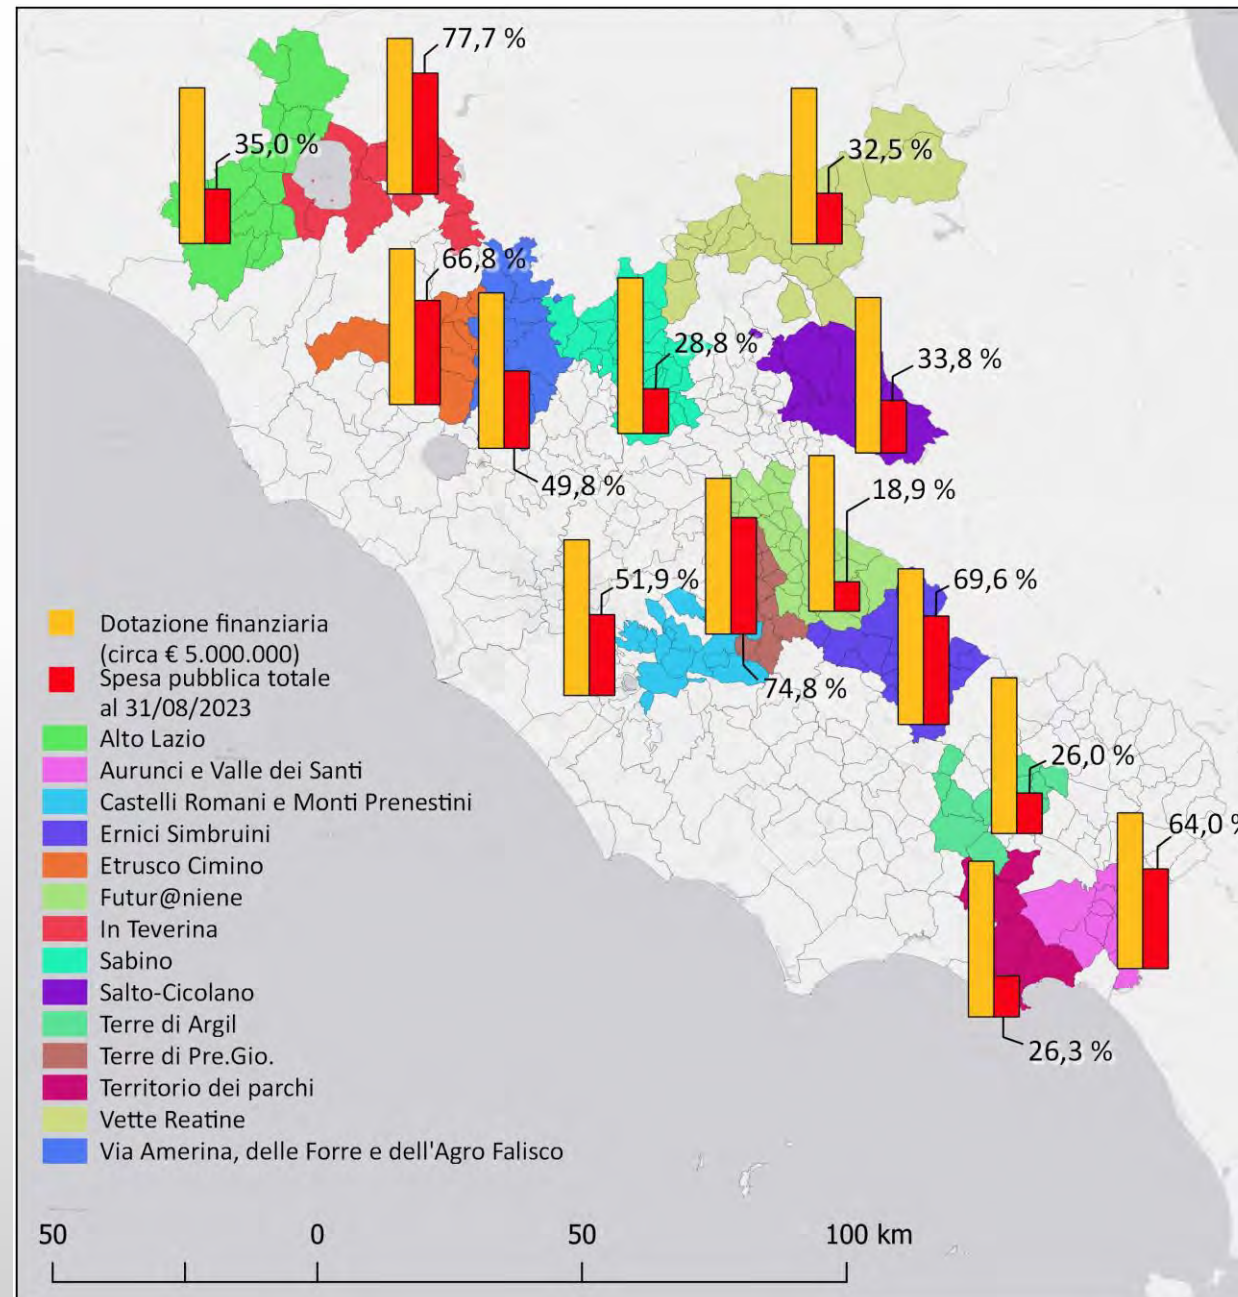 77,7 %
35,0 %
32,5 %
66,8 %
28,8 %
33,8 %
49,8 %
18,9 %
51,9 %
69,6 %
74,8 %
26,0 %
64,0 %
26,3 %
Dotazione finanziaria
(circa € 5.000.000)
Spesa pubblica totale
al 31/08/2023
Alto Lazio
Aurunci e Valle dei Santi
Castelli Romani e Monti Prenestini
Ernici Simbruini
Etrusco Cimino
Futur@niene
In Teverina
Sabino
Salto-Cicolano
Terre di Argil
Terre di Pre.Gio.
Territorio dei parchi
Vette Reatine
Via Amerina, delle Forre e dell'Agro Falisco
50 0 50 100 km